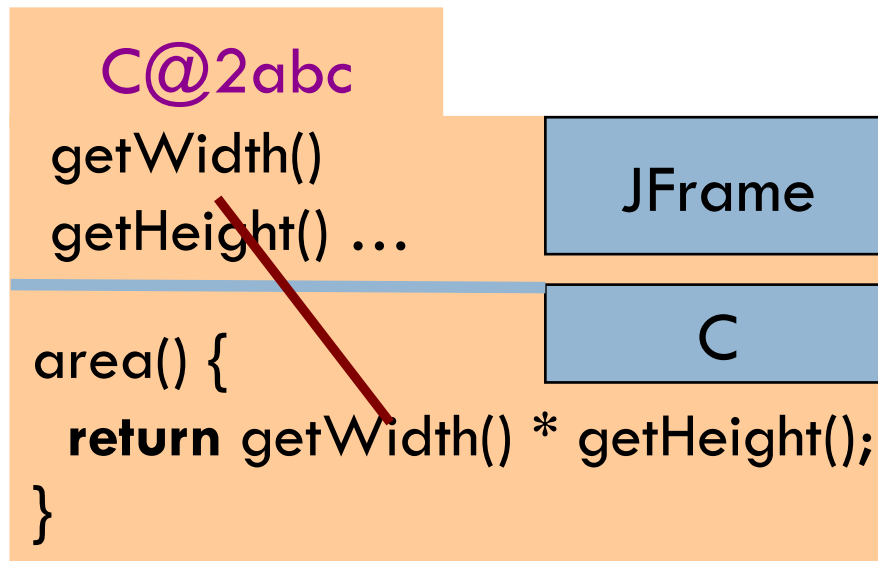 C@2abc
getWidth()
JFrame
getHeight() ...
C
area() {
return getWidth() * getHeight();
}